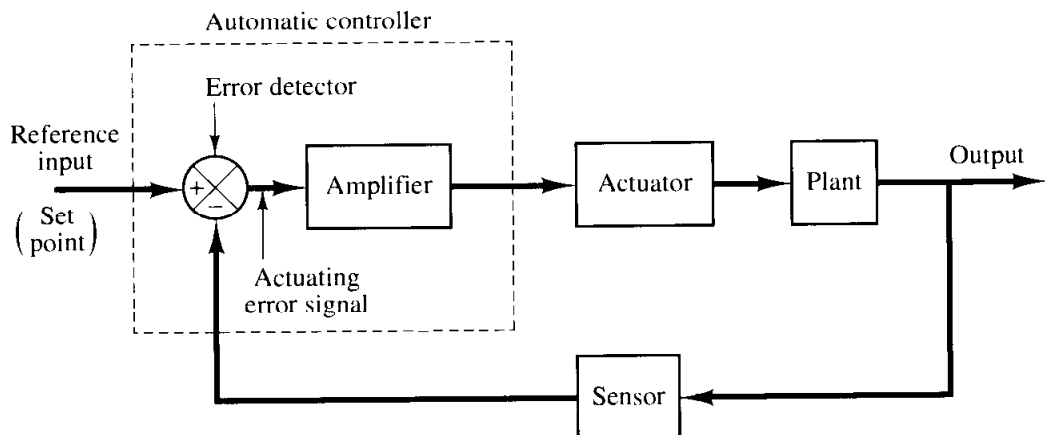 Automatic controller
Error detector
Reference
input
(Set
point)
+
−
Actuating
error signal
Amplifier
Actuator
Plant
Output
Sensor